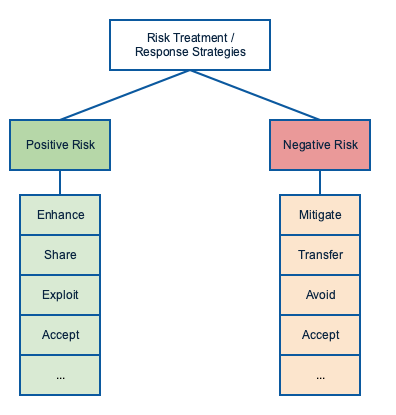 Risk Treatment /
Response Strategies
Positive Risk
Negative Risk
Enhance
Share
Exploit
Accept
...
Mitigate
Transfer
Avoid
Accept
...